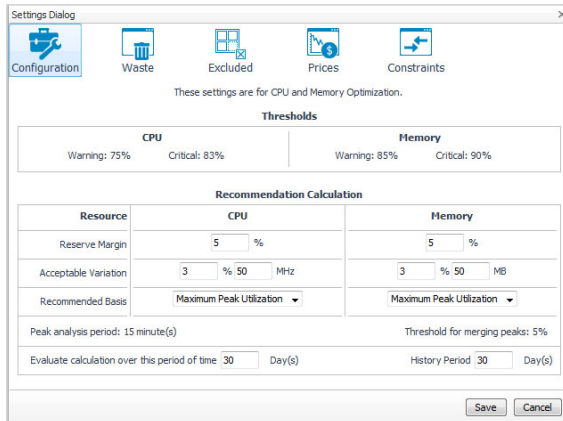 Settings Dialog
Configuration Waste Excluded Prices Constraints
These settings are for CPU and Memory Optimization.
Thresholds
CPU Memory
Warning: 75% Critical: 83% Warning: 85% Critical: 90%
Recommendation Calculation
Resource CPU Memory
Reserve Margin 5 % 5 %
Acceptable Variation 3 % 50 MHz 3 % 50 MB
Recommended Basis Maximum Peak Utilization Maximum Peak Utilization
Peak analysis period: 15 minute(s) Threshold for merging peaks: 5%
Evaluate calculation over this period of time 30 Day(s) History Period 30 Day(s)
Save Cancel